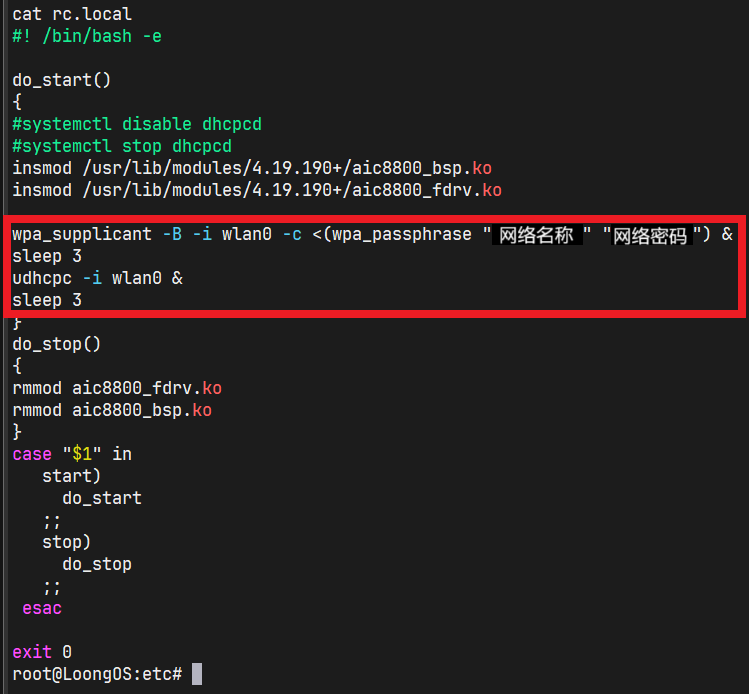 cat rc.local
#! /bin/bash -e
do_start()
{
#systemctl disable dhcpcd
#systemctl stop dhcpcd
insmod /usr/lib/modules/4.19.190+/aic8800_bsp.ko
insmod /usr/lib/modules/4.19.190+/aic8800_fdrv.ko
wpa_supplicant -B -i wlan0 -c <(wpa_passphrase "网络名称" "网络密码") &
sleep 3
udhcpc -i wlan0 &
sleep 3
}
do_stop()
{
rmmod aic8800_fdrv.ko
rmmod aic8800_bsp.ko
}
case "$1" in
start)
do_start
;;
stop)
do_stop
;;
esac
exit 0
root@LoongOS:etc#